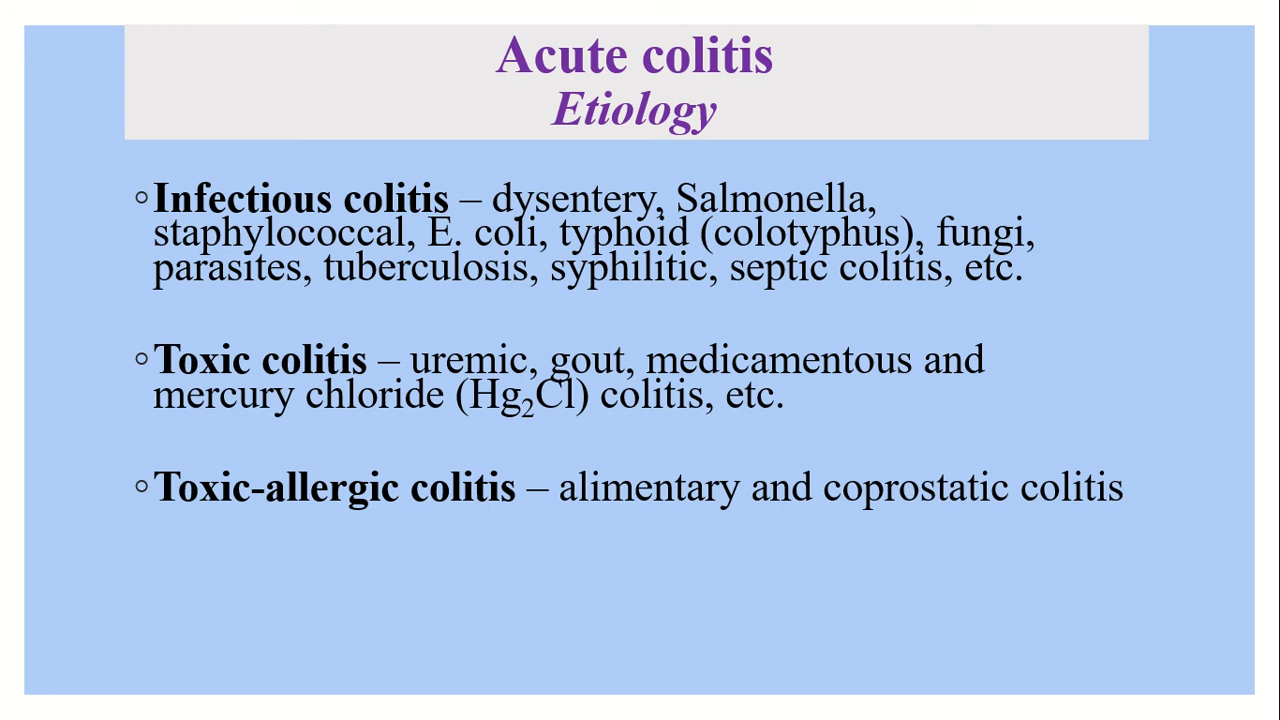 Acute colitis
Etiology
◦Infectious colitis – dysentery, Salmonella,
staphylococcal, E. coli, typhoid (colotyphus), fungi,
parasites, tuberculosis, syphilitic, septic colitis, etc.
◦Toxic colitis – uremic, gout, medicamentous and
mercury chloride (Hg₂Cl) colitis, etc.
◦Toxic-allergic colitis – alimentary and coprostatic colitis